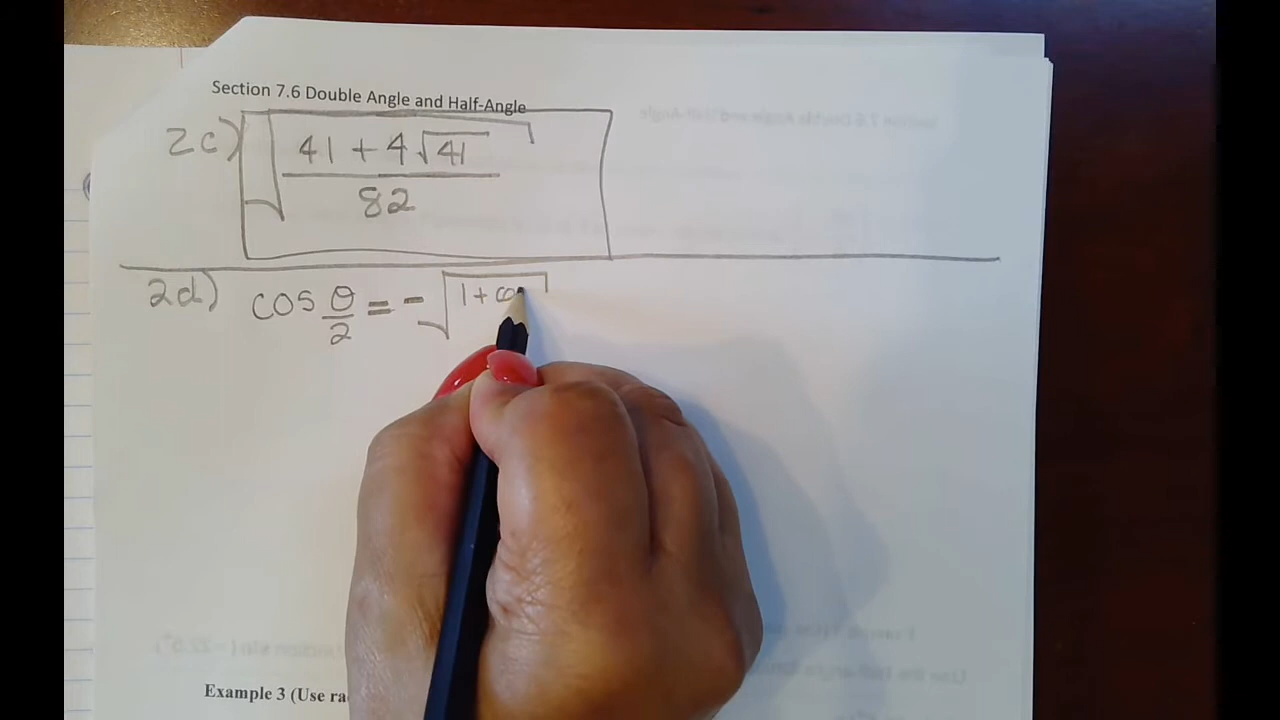 Section 7.6 Double Angle and Half-Angle
2c) √((41 + 4√41)/82)
2d) cos θ/2 = - √(1 + cos
Example 3 (Use ra